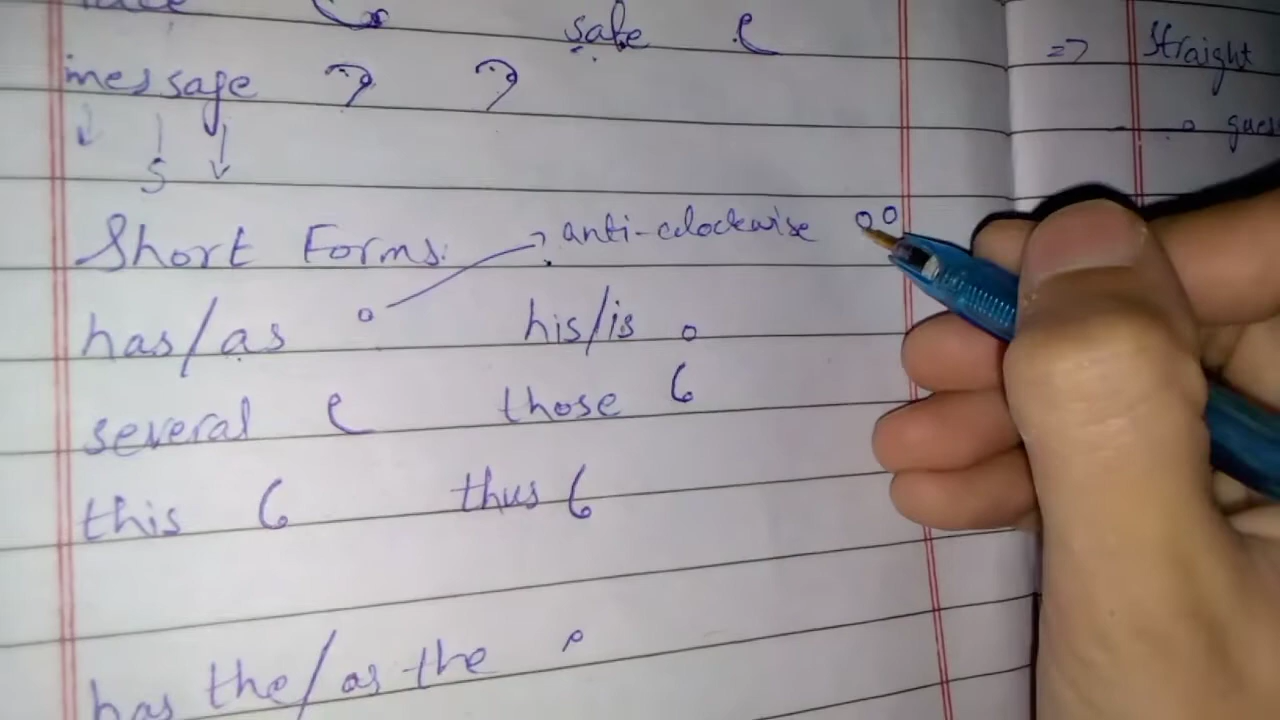 safe
message
S
Short Forms: anti-clockwise
has/as his/is
several those
this thus
has the/as the
=> Straight